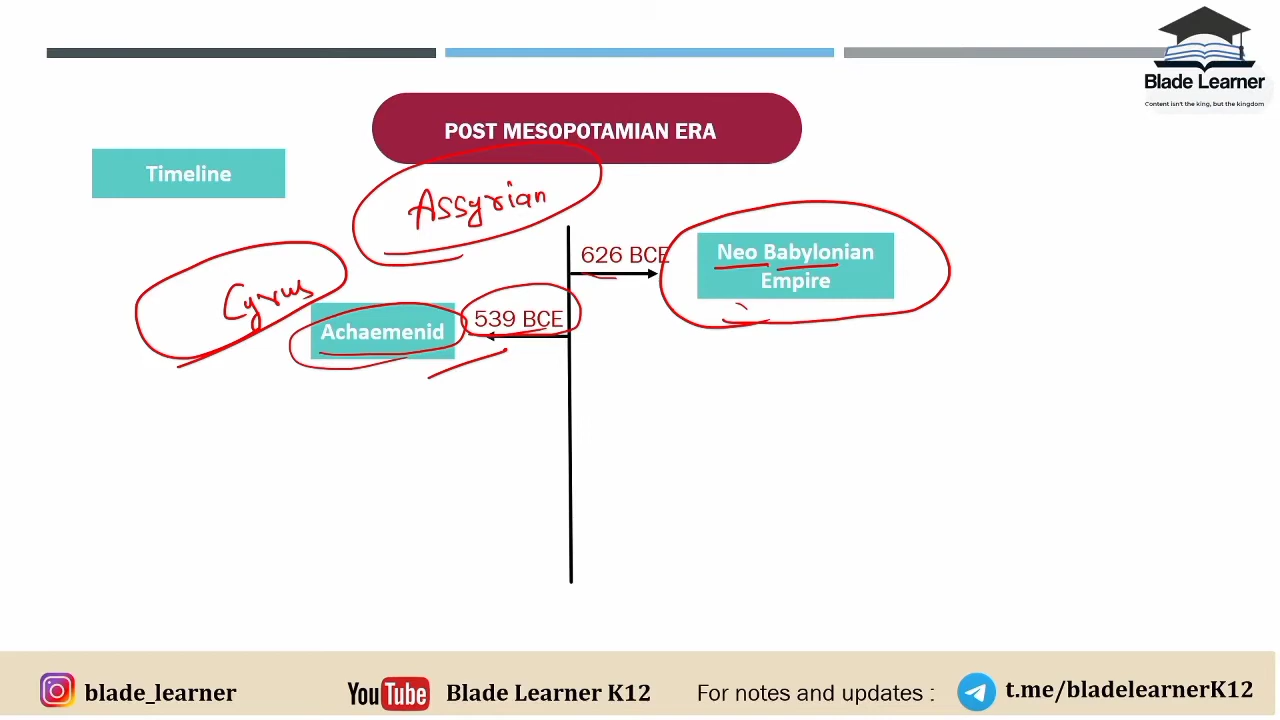 Blade Learner
Content isn't the king, but the kingdom
POST MESOPOTAMIAN ERA
Timeline
Assyrian
626 BCE
Neo Babylonian
Empire
Cyrus
Achaemenid
539 BCE
blade_learner
YouTube
Blade Learner K12
For notes and updates :
t.me/bladelearnerK12